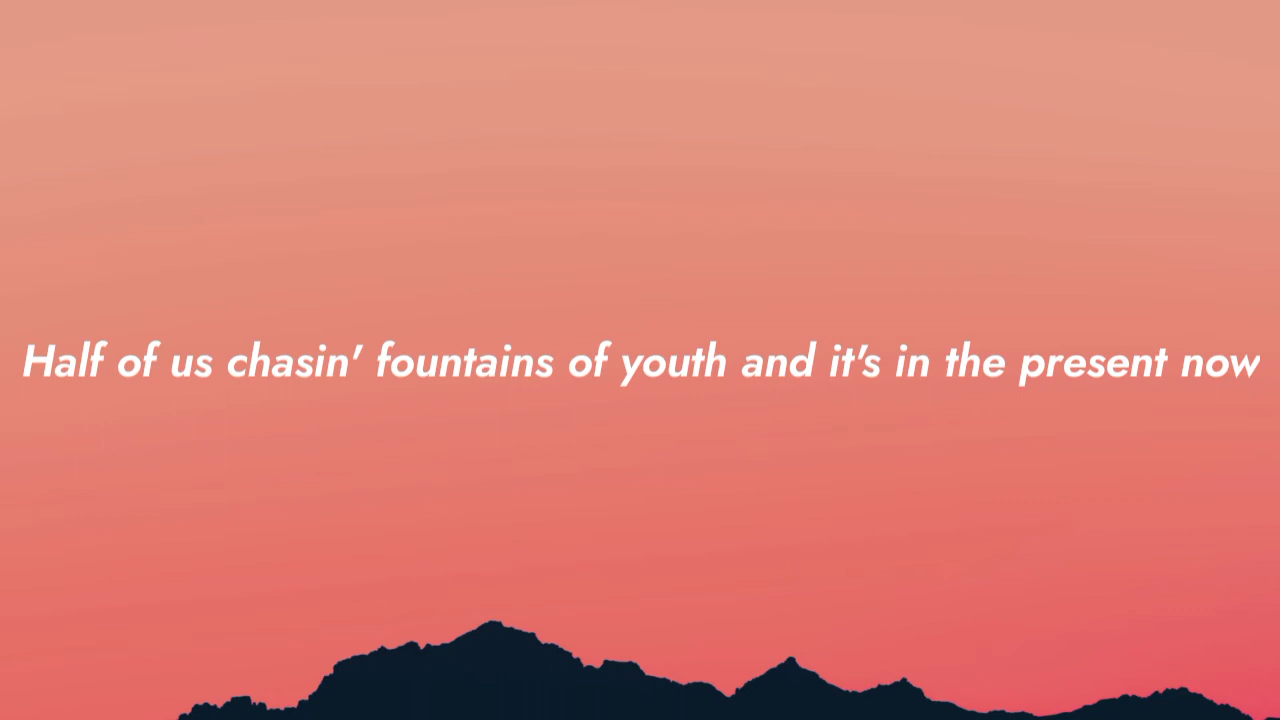 Half of us chasin' fountains of youth and it's in the present now